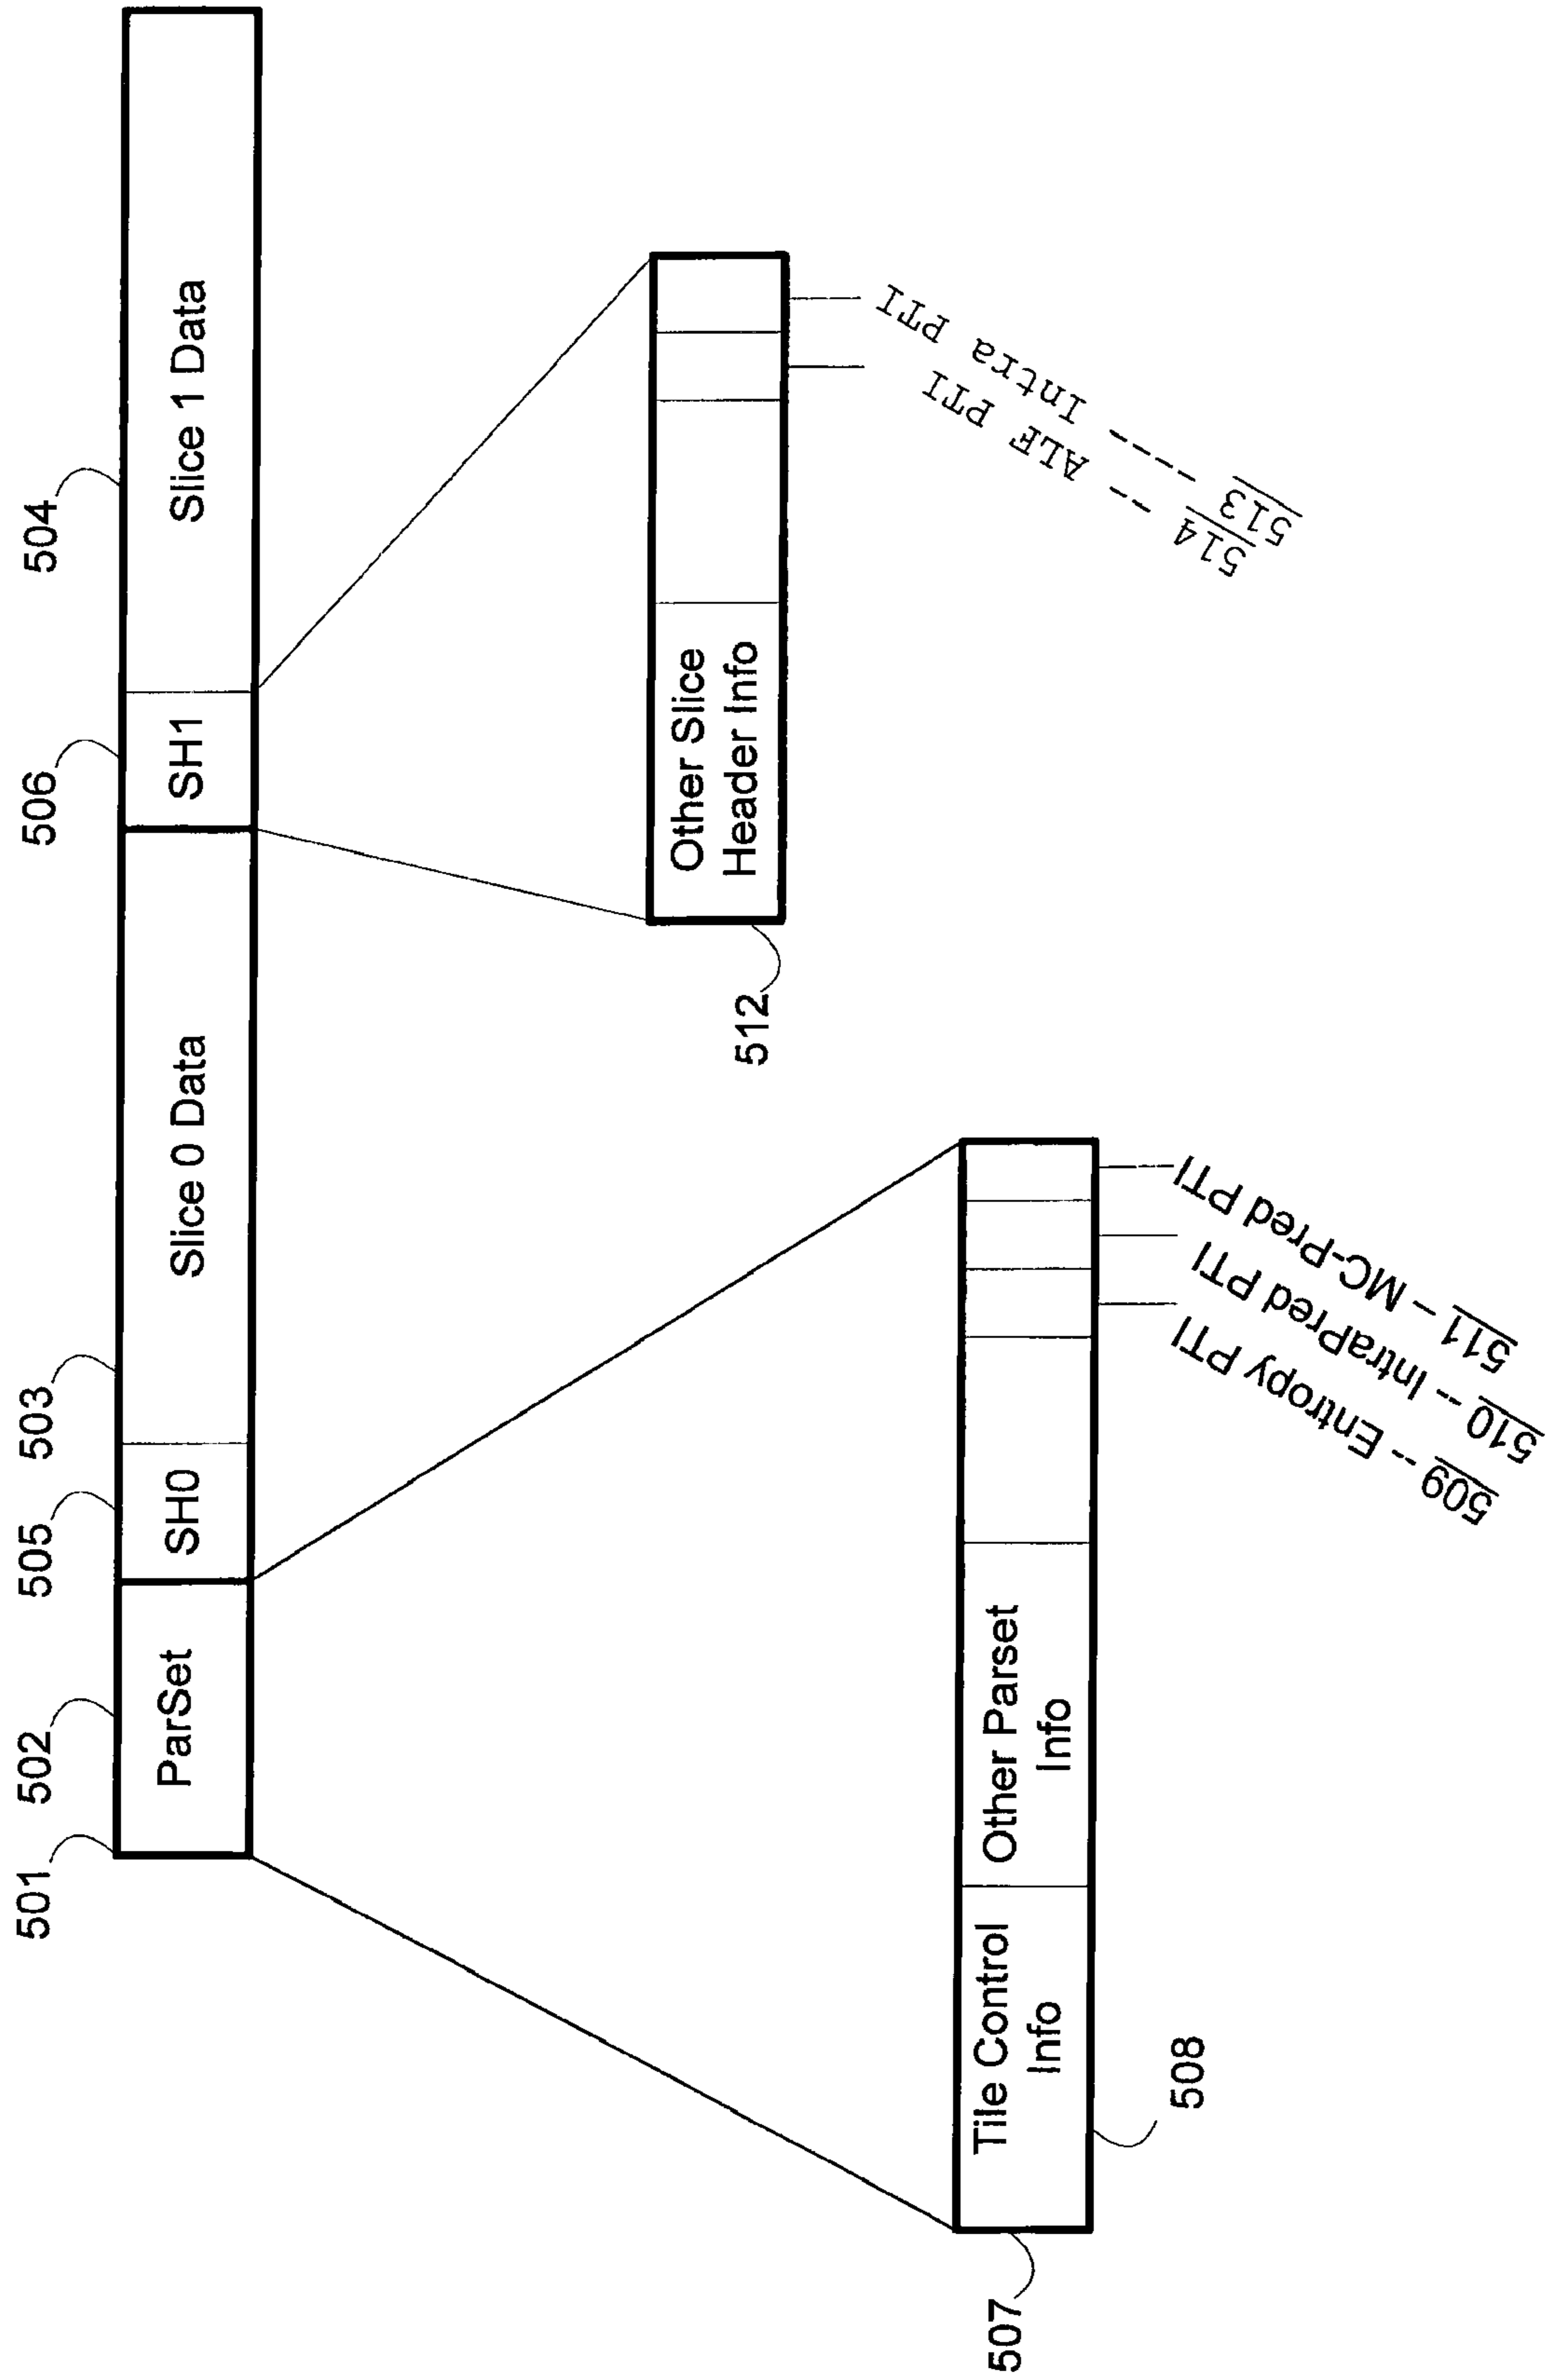 501
502
505
503
506
504
ParSet
SH0
Slice 0 Data
SH1
Slice 1 Data
512
Other Slice
Header Info
514 -- ALF PTI
513 ---- Intra PTI
507
Tile Control
Info
Other Parset
Info
508
509 -- Entropy PTI
510 -- IntraPred PTI
511 – MC-Pred PTI